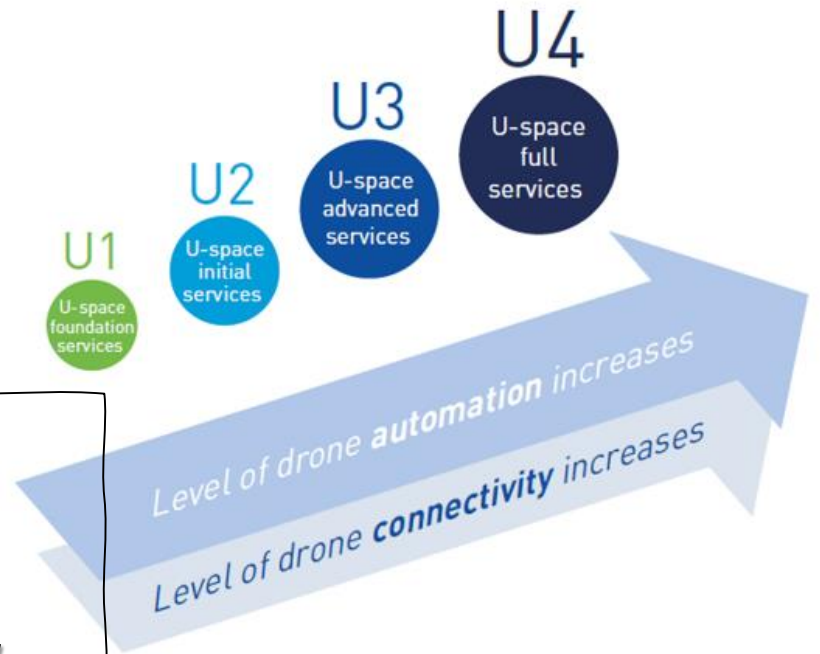 U1
U-space
foundation
services
U2
U-space
initial
services
U3
U-space
advanced
services
U4
U-space
full
services
Level of drone automation increases
Level of drone connectivity increases